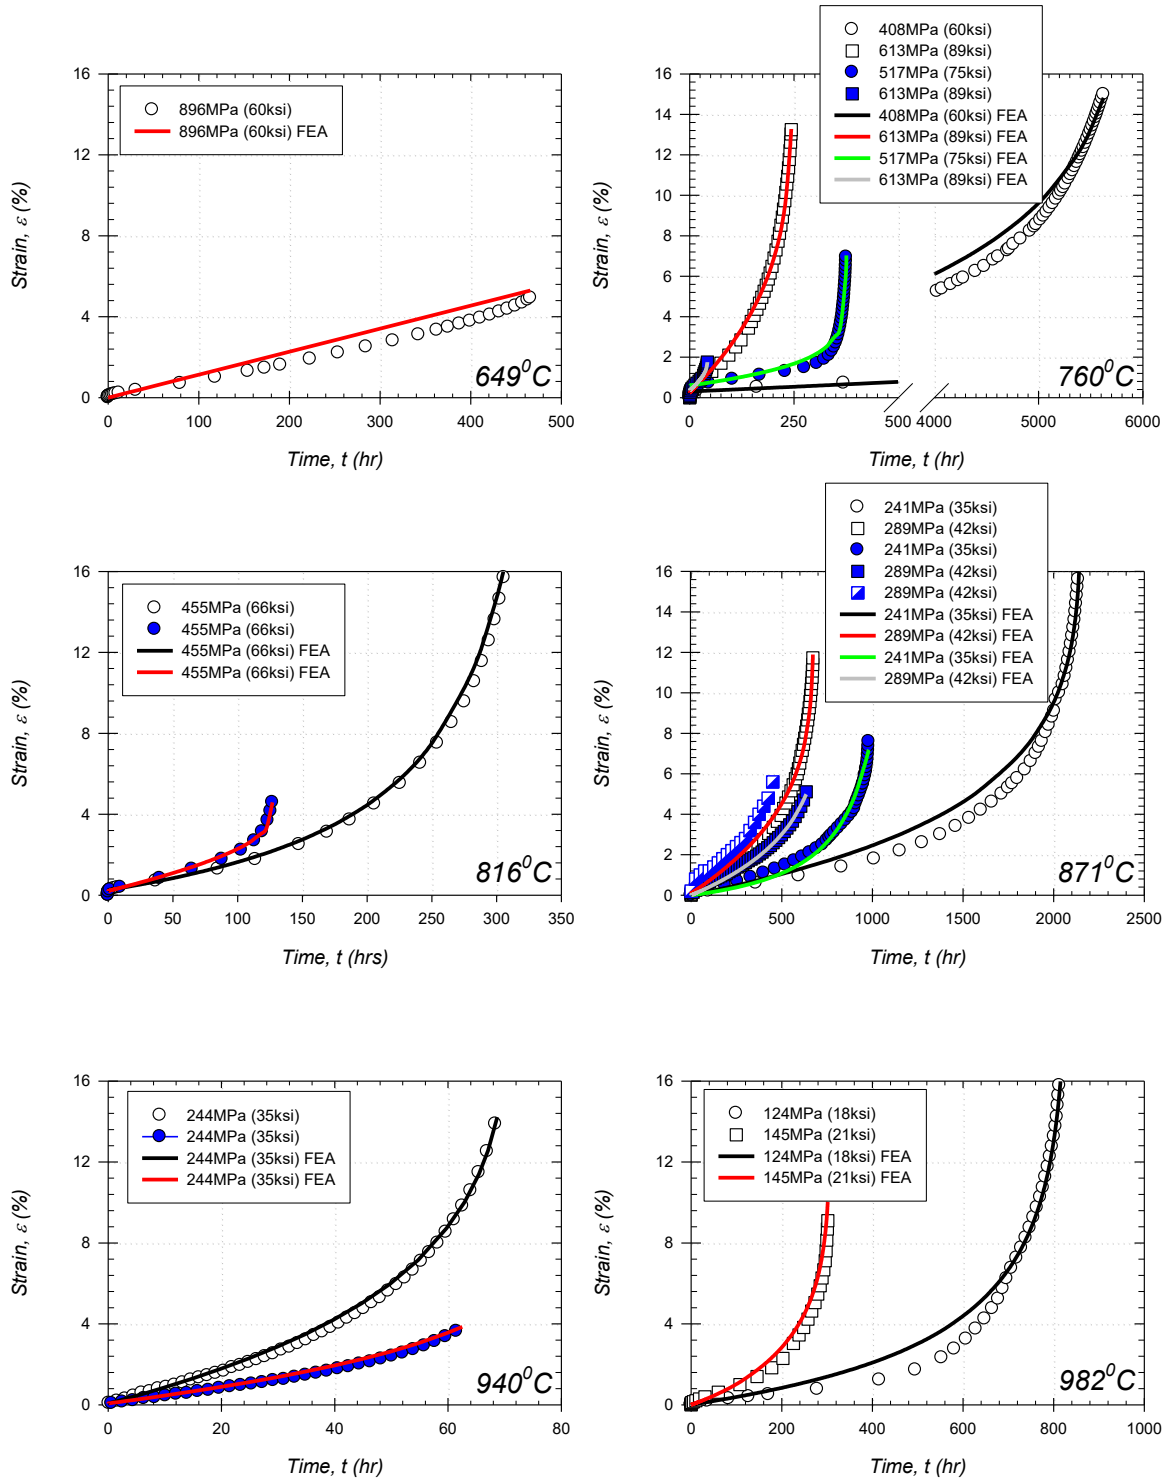 896MPa (60ksi)
896MPa (60ksi) FEA
16
12
8
4
0
Strain, ε (%)
0 100 200 300 400 500
Time, t (hr)
649⁰C
408MPa (60ksi)
613MPa (89ksi)
517MPa (75ksi)
613MPa (89ksi)
408MPa (60ksi) FEA
613MPa (89ksi) FEA
517MPa (75ksi) FEA
613MPa (89ksi) FEA
16
14
12
10
8
6
4
2
0
Strain, ε (%)
0 250 500 4000 5000 6000
Time, t (hr)
760⁰C
455MPa (66ksi)
455MPa (66ksi)
455MPa (66ksi) FEA
455MPa (66ksi) FEA
16
12
8
4
0
Strain, ε (%)
0 50 100 150 200 250 300 350
Time, t (hrs)
816⁰C
241MPa (35ksi)
289MPa (42ksi)
241MPa (35ksi)
289MPa (42ksi)
289MPa (42ksi)
241MPa (35ksi) FEA
289MPa (42ksi) FEA
241MPa (35ksi) FEA
289MPa (42ksi) FEA
16
14
12
10
8
6
4
2
0
Strain, ε (%)
0 500 1000 1500 2000 2500
Time, t (hr)
871⁰C
244MPa (35ksi)
244MPa (35ksi)
244MPa (35ksi) FEA
244MPa (35ksi) FEA
16
12
8
4
0
Strain, ε (%)
0 20 40 60 80
Time, t (hr)
940⁰C
124MPa (18ksi)
145MPa (21ksi)
124MPa (18ksi) FEA
145MPa (21ksi) FEA
16
12
8
4
0
Strain, ε (%)
0 200 400 600 800 1000
Time, t (hr)
982⁰C